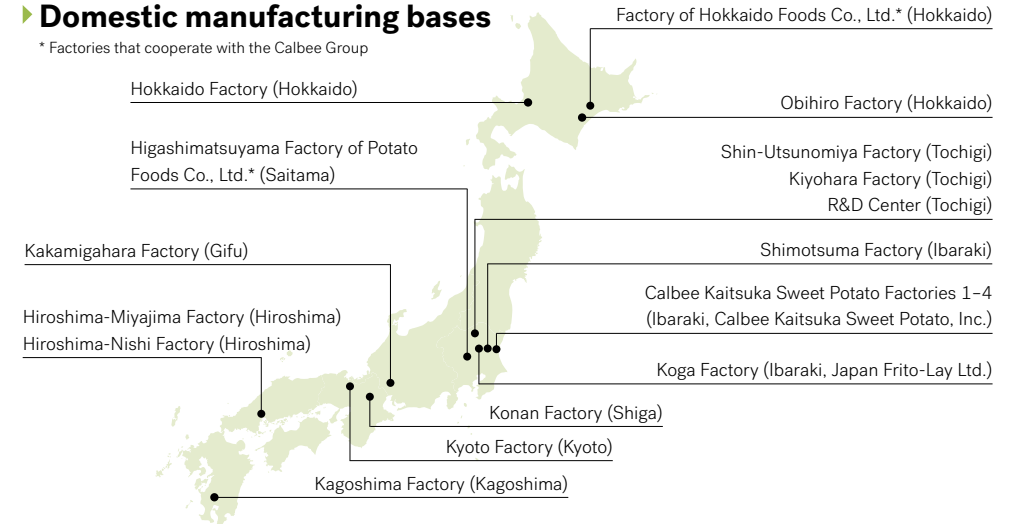 Domestic manufacturing bases
* Factories that cooperate with the Calbee Group
Factory of Hokkaido Foods Co., Ltd.* (Hokkaido)
Hokkaido Factory (Hokkaido)
Obihiro Factory (Hokkaido)
Higashimatsuyama Factory of Potato
Foods Co., Ltd.* (Saitama)
Shin-Utsunomiya Factory (Tochigi)
Kiyohara Factory (Tochigi)
R&D Center (Tochigi)
Kakamigahara Factory (Gifu)
Shimotsuma Factory (Ibaraki)
Calbee Kaitsuka Sweet Potato Factories 1–4
(Ibaraki, Calbee Kaitsuka Sweet Potato, Inc.)
Hiroshima-Miyajima Factory (Hiroshima)
Hiroshima-Nishi Factory (Hiroshima)
Koga Factory (Ibaraki, Japan Frito-Lay Ltd.)
Konan Factory (Shiga)
Kyoto Factory (Kyoto)
Kagoshima Factory (Kagoshima)